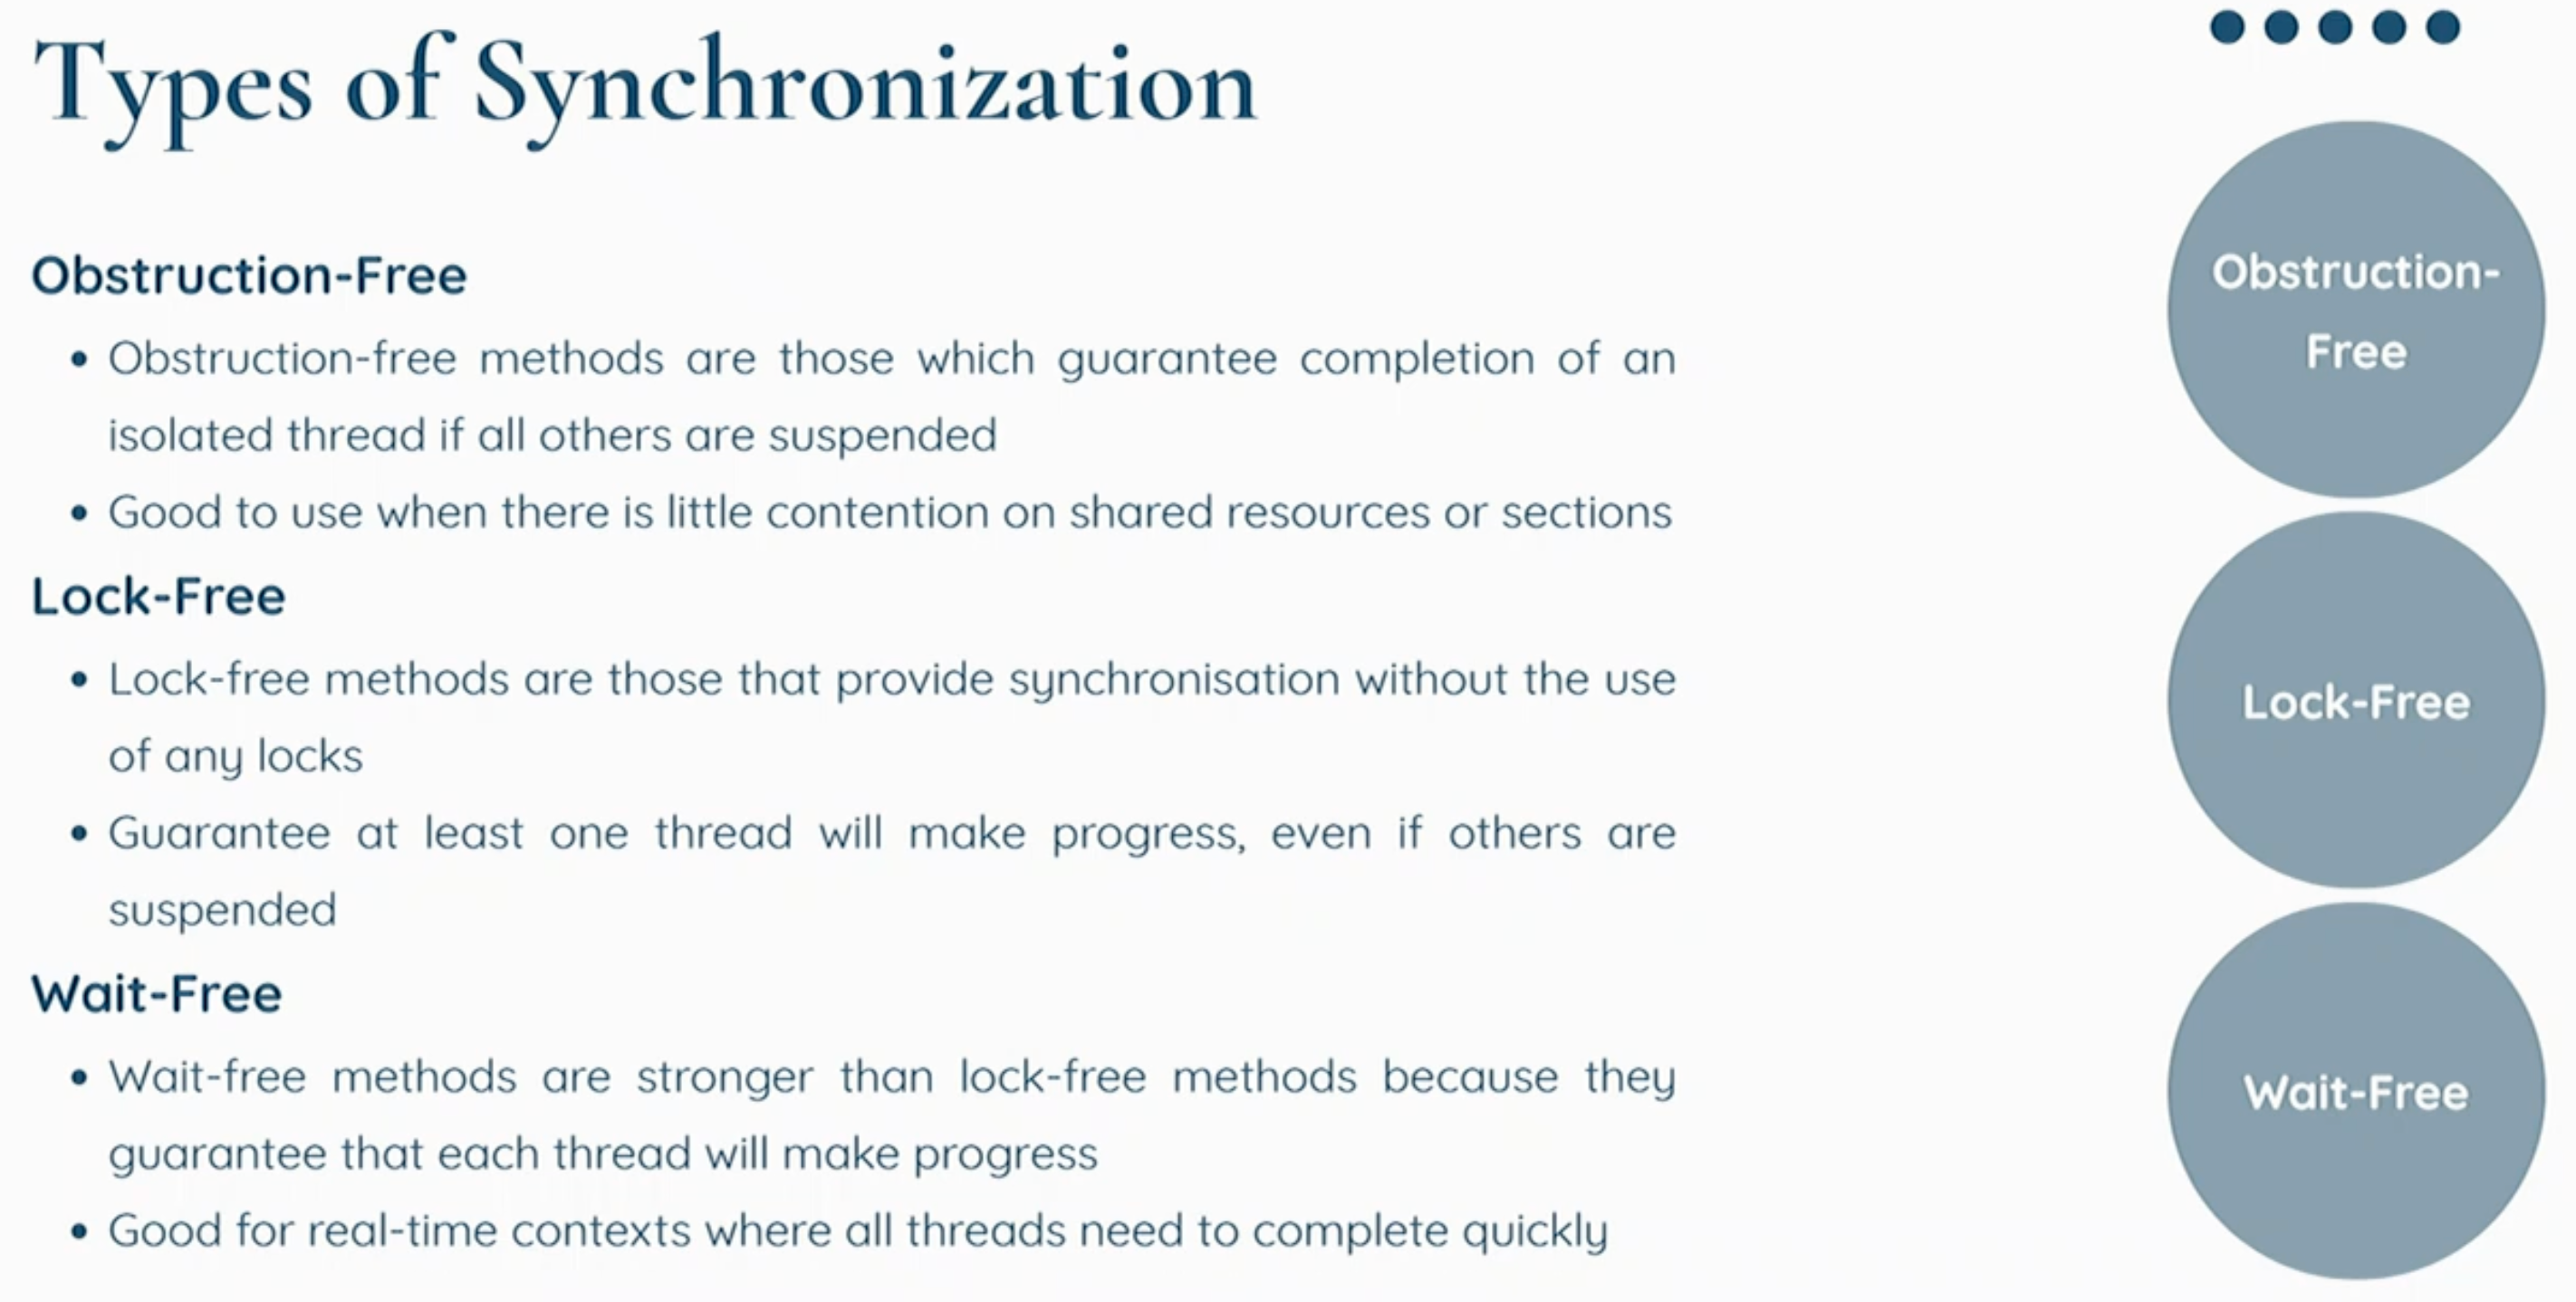 Types of Synchronization
Obstruction-Free
• Obstruction-free methods are those which guarantee completion of an
isolated thread if all others are suspended
• Good to use when there is little contention on shared resources or sections
Lock-Free
• Lock-free methods are those that provide synchronisation without the use
of any locks
• Guarantee at least one thread will make progress, even if others are
suspended
Wait-Free
• Wait-free methods are stronger than lock-free methods because they
guarantee that each thread will make progress
• Good for real-time contexts where all threads need to complete quickly
Obstruction-
Free
Lock-Free
Wait-Free